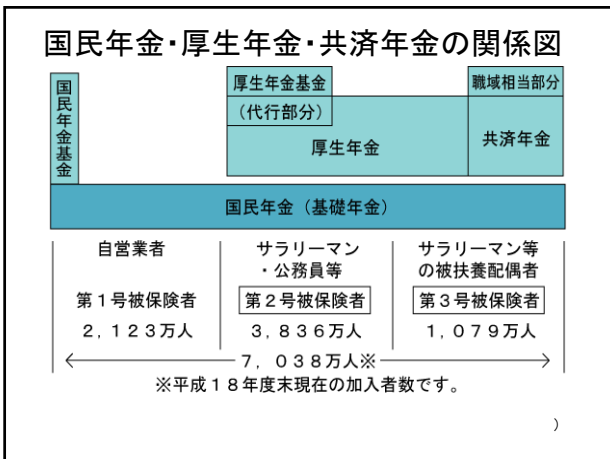 国民年金・厚生年金・共済年金の関係図
国民年金基金
厚生年金基金
(代行部分)
厚生年金
職域相当部分
共済年金
国民年金(基礎年金)
自営業者
第1号被保険者
2,123万人
サラリーマン
・公務員等
第2号被保険者
3,836万人
サラリーマン等
の被扶養配偶者
第3号被保険者
1,079万人
7,038万人※
※平成18年度末現在の加入者数です。
)